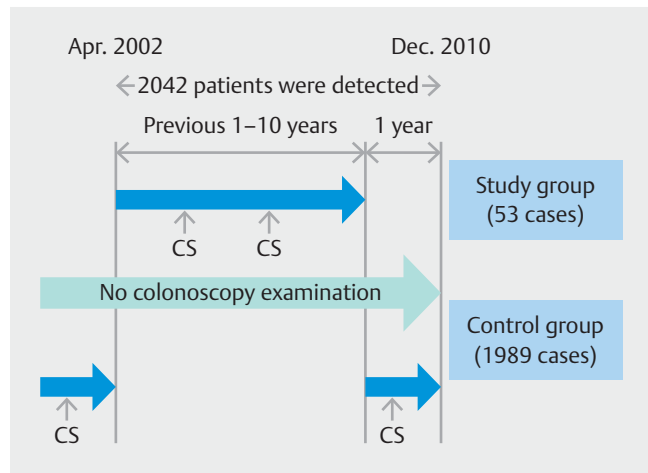 Apr. 2002
Dec. 2010
2042 patients were detected
Previous 1–10 years
1 year
Study group
(53 cases)
CS
CS
No colonoscopy examination
Control group
(1989 cases)
CS
CS